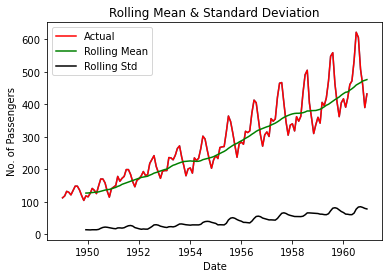 Rolling Mean & Standard Deviation
Actual
Rolling Mean
Rolling Std
No. of Passengers
600
500
400
300
200
100
0
1950
1952
1954
1956
1958
1960
Date